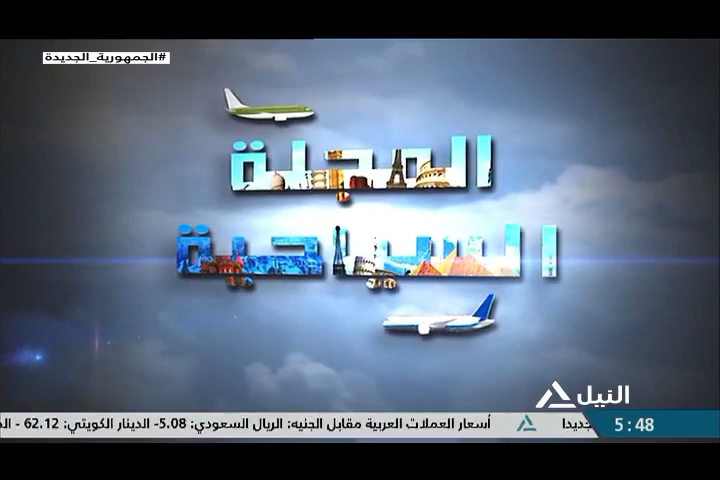 #الجمهورية_الجديدة
المجلة
السياحية
النيل
أسعار العملات العربية مقابل الجنيه: الريال السعودي: 5.08- الدينار الكويتي: 62.12 -
5:48